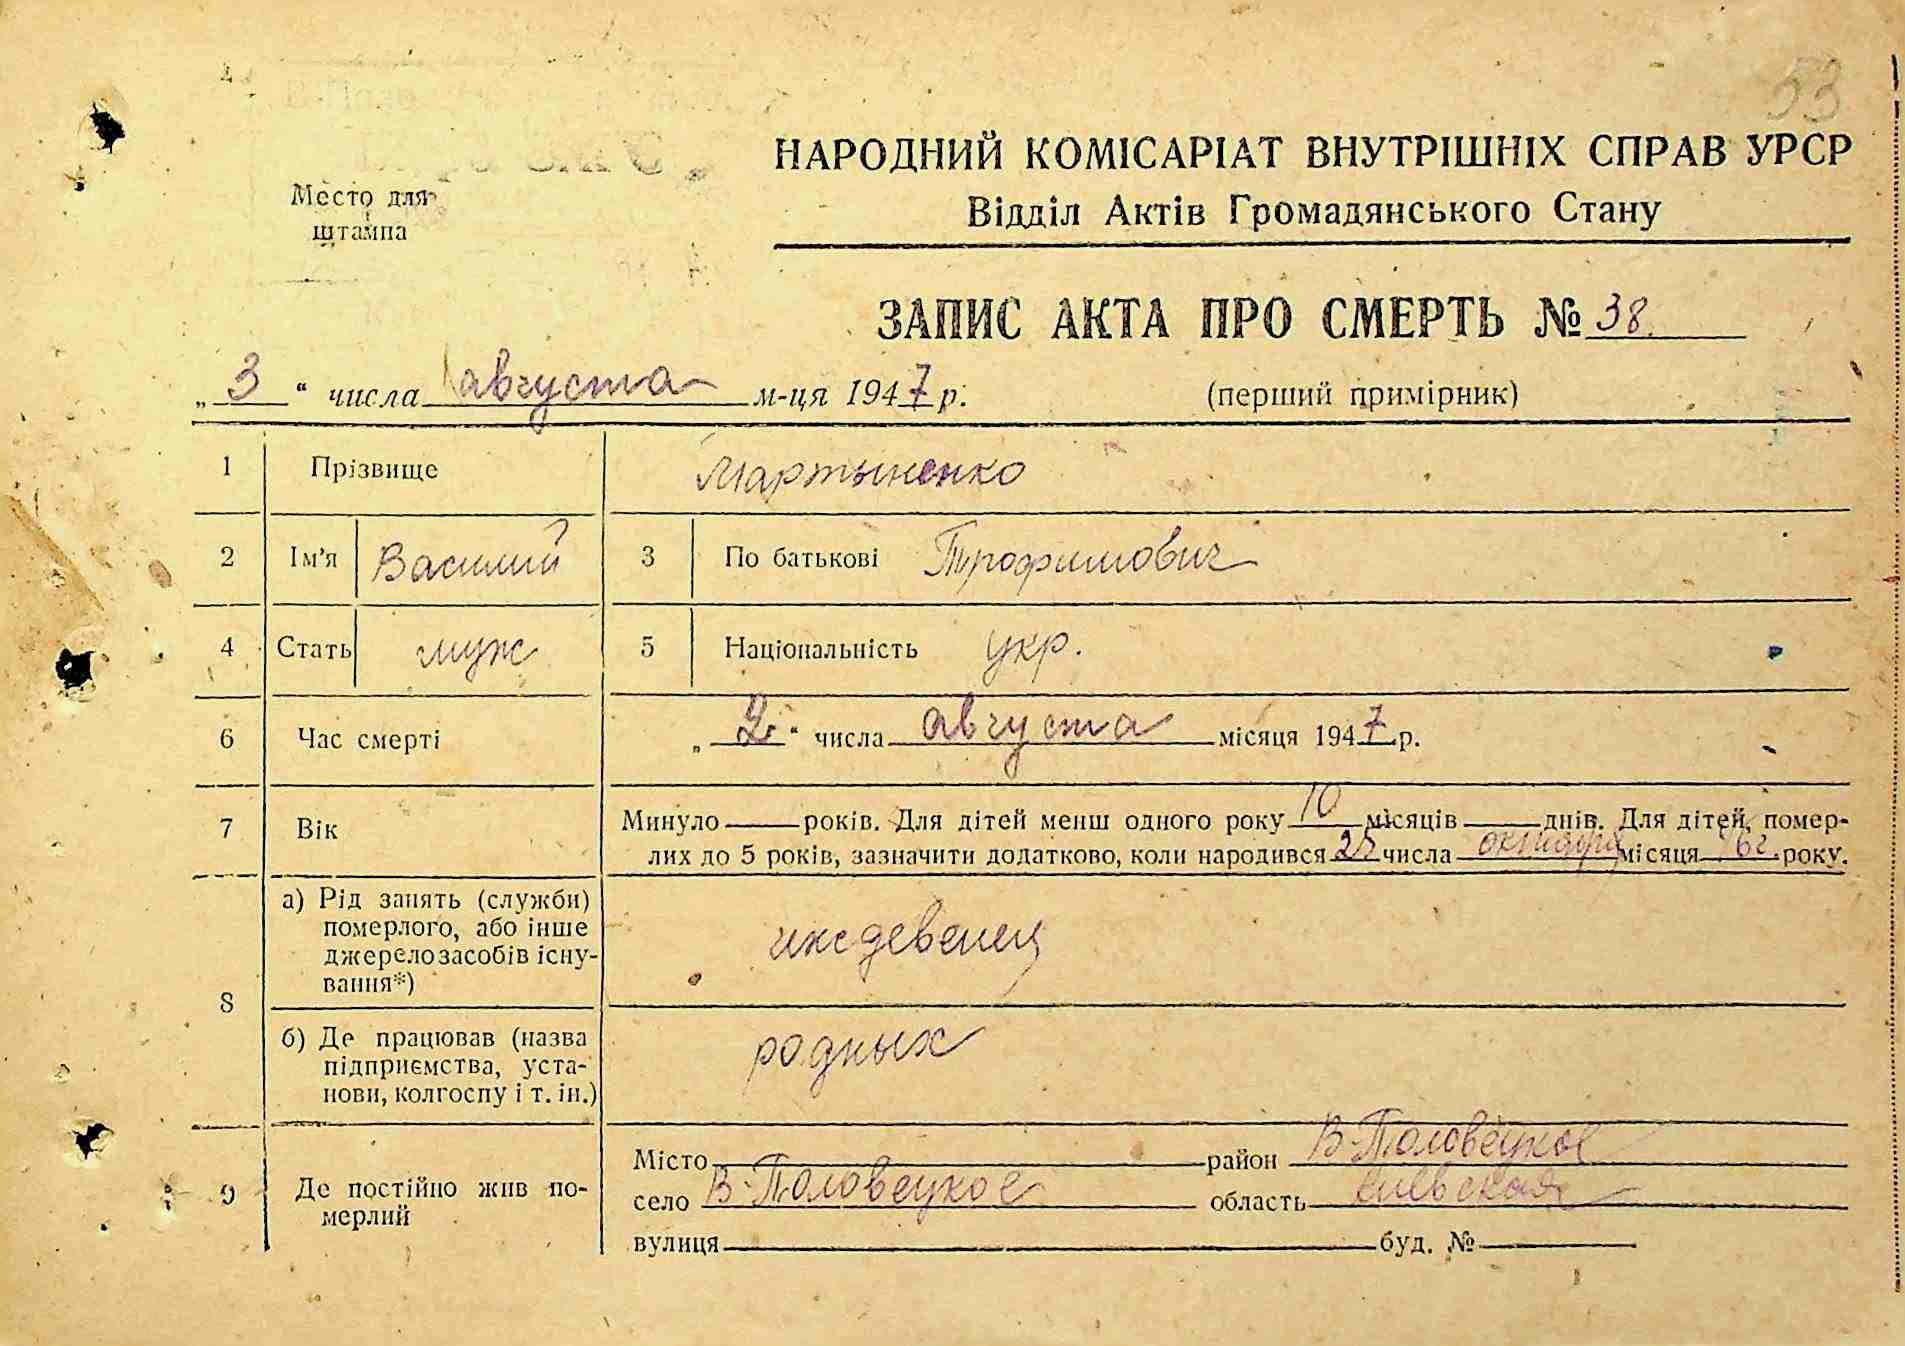 53
НАРОДНИЙ КОМІСАРІАТ ВНУТРІШНІХ СПРАВ УРСР
Відділ Актів Громадянського Стану
Место для
штампа
ЗАПИС АКТА ПРО СМЕРТЬ № 38
„ 3 “ числа августа м-ця 1947 р. (перший примірник)
1 Прізвище Мартыненко
2 Ім'я Василий 3 По батькові Трофимович
4 Стать муж 5 Національність укр.
6 Час смерті „ 2 “ числа августа місяця 1947 р.
7 Вік Минуло — років. Для дітей менш одного року 10 місяців — днів. Для дітей, помер-
лих до 5 років, зазначити додатково, коли народився числа октября місяця року.
8 а) Рід занять (служби)
померлого, або інше
джерело засобів існу-
вання*) иждевенец
б) Де працював (назва
підприємства, уста-
нови, колгоспу і т. ін.) родных
9 Де постійно жив по-
мерлий
Місто район В-Половецкое
село В-Половецкое область киевская
вулиця буд. №